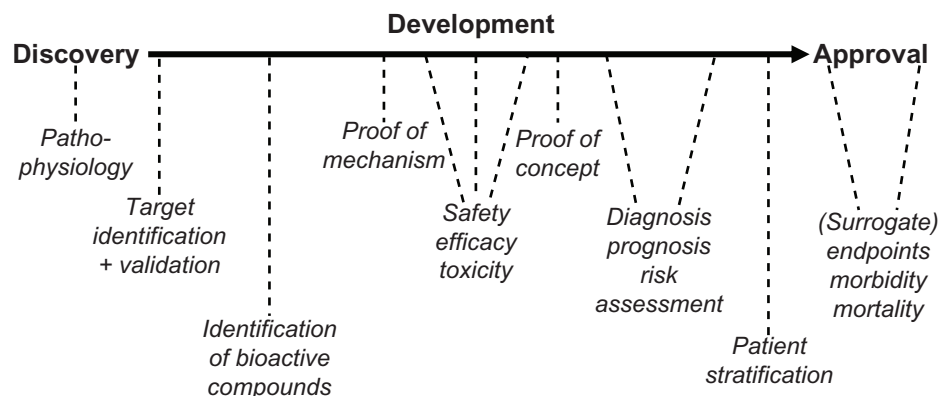 Development
Discovery
Approval
Patho-
physiology
Target
identification
+ validation
Identification
of bioactive
compounds
Proof of
mechanism
Safety
efficacy
toxicity
Proof of
concept
Diagnosis
prognosis
risk
assessment
Patient
stratification
(Surrogate)
endpoints
morbidity
mortality